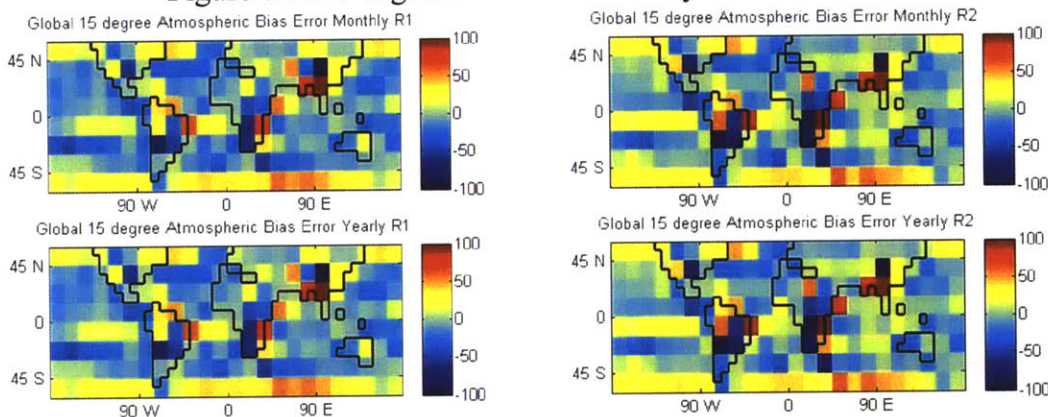 Global 15 degree Atmospheric Bias Error Monthly R1
45 N
0
45 S
90 W
0
90 E
100
50
0
-50
-100
Global 15 degree Atmospheric Bias Error Monthly R2
45 N
0
45 S
90 W
0
90 E
100
50
0
-50
-100
Global 15 degree Atmospheric Bias Error Yearly R1
45 N
0
45 S
90 W
0
90 E
100
50
0
-50
-100
Global 15 degree Atmospheric Bias Error Yearly R2
45 N
0
45 S
90 W
0
90 E
100
50
0
-50
-100